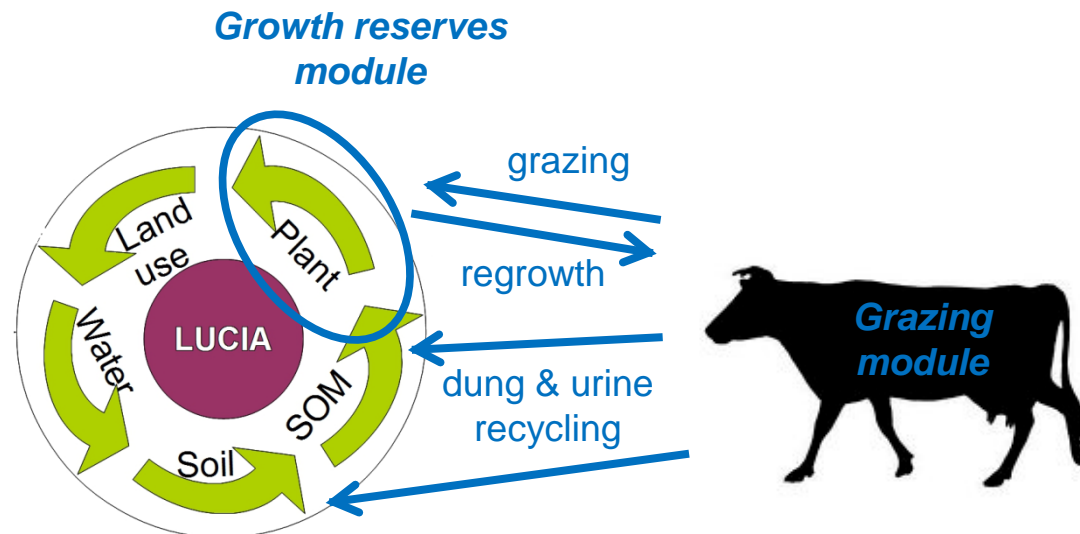 Growth reserves
module
grazing
regrowth
Land
use
Plant
LUCIA
Water
SOM
Soil
dung & urine
recycling
Grazing
module